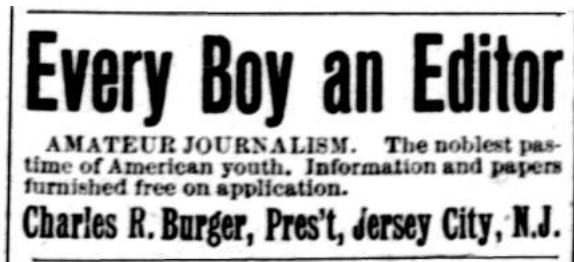 Every Boy an Editor
AMATEUR JOURNALISM. The noblest pas-
time of American youth. Information and papers
furnished free on application.
Charles R. Burger, Pres't, Jersey City, N.J.